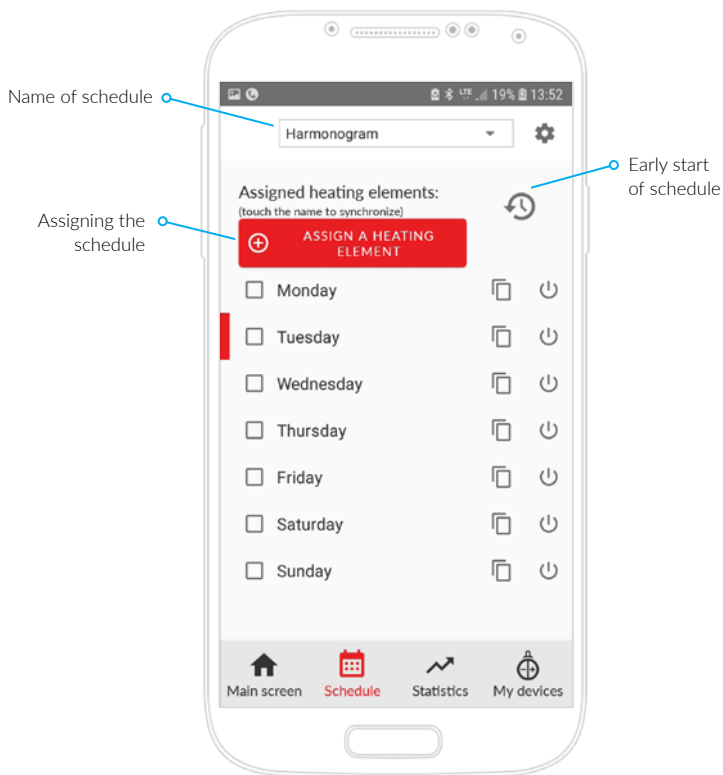 LTE 19% 13:52
Name of schedule
Harmonogram
Early start
of schedule
Assigned heating elements:
(touch the name to synchronize)
Assigning the
schedule
ASSIGN A HEATING
ELEMENT
Monday
Tuesday
Wednesday
Thursday
Friday
Saturday
Sunday
Main screen Schedule Statistics My devices